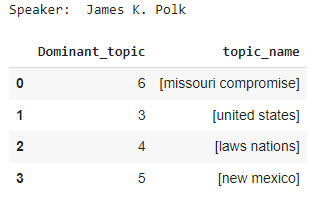 Speaker:  James K. Polk
Dominant_topic topic_name
0 6 [missouri compromise]
1 3 [united states]
2 4 [laws nations]
3 5 [new mexico]